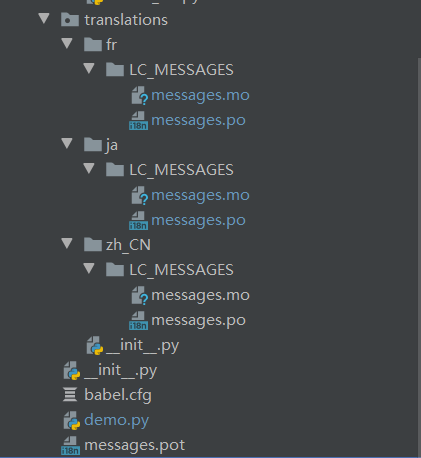 translations
fr
LC_MESSAGES
messages.mo
messages.po
ja
LC_MESSAGES
messages.mo
messages.po
zh_CN
LC_MESSAGES
messages.mo
messages.po
__init__.py
__init__.py
babel.cfg
demo.py
messages.pot